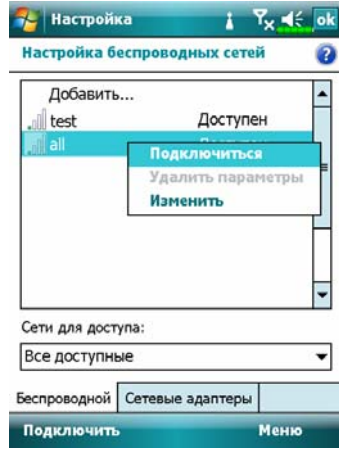 Настройка
ok
Настройка беспроводных сетей
?
Добавить...
test Доступен
all
Подключиться
Удалить параметры
Изменить
Сети для доступа:
Все доступные
Беспроводной Сетевые адаптеры
Подключить Меню